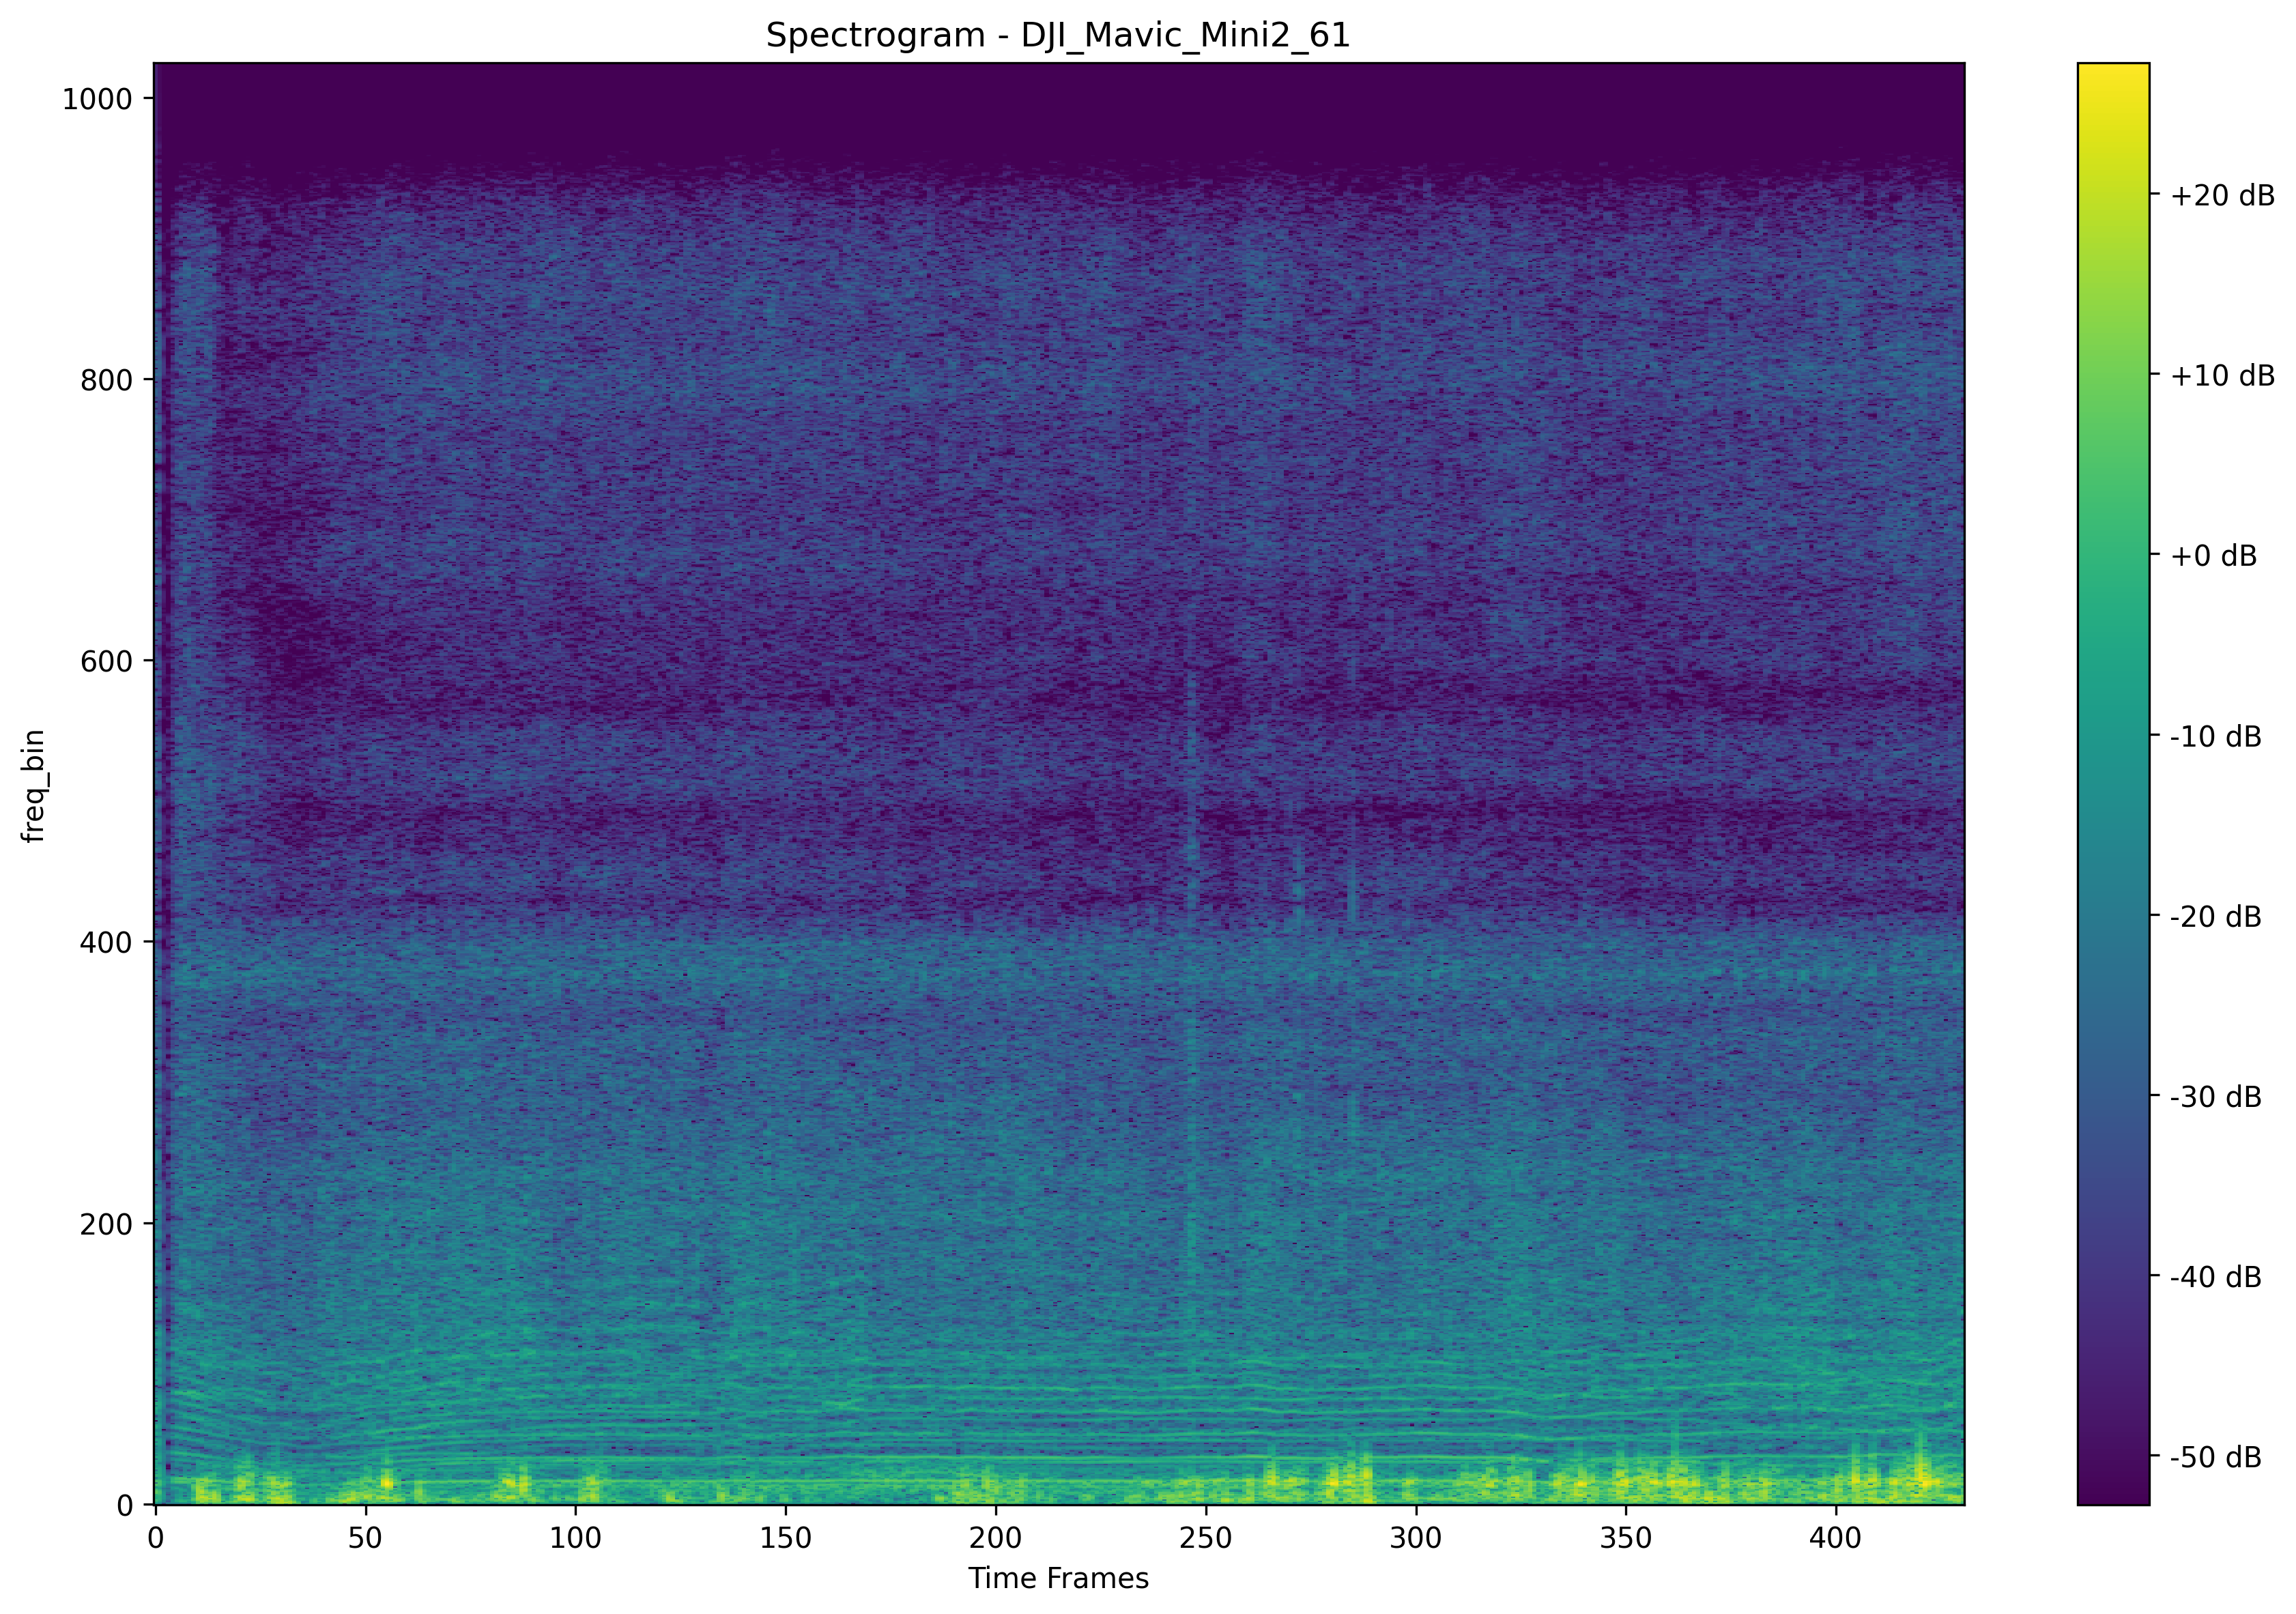 Spectrogram - DJI_Mavic_Mini2_61
1000
800
600
400
200
0
freq_bin
0 50 100 150 200 250 300 350 400
Time Frames
+20 dB
+10 dB
+0 dB
-10 dB
-20 dB
-30 dB
-40 dB
-50 dB